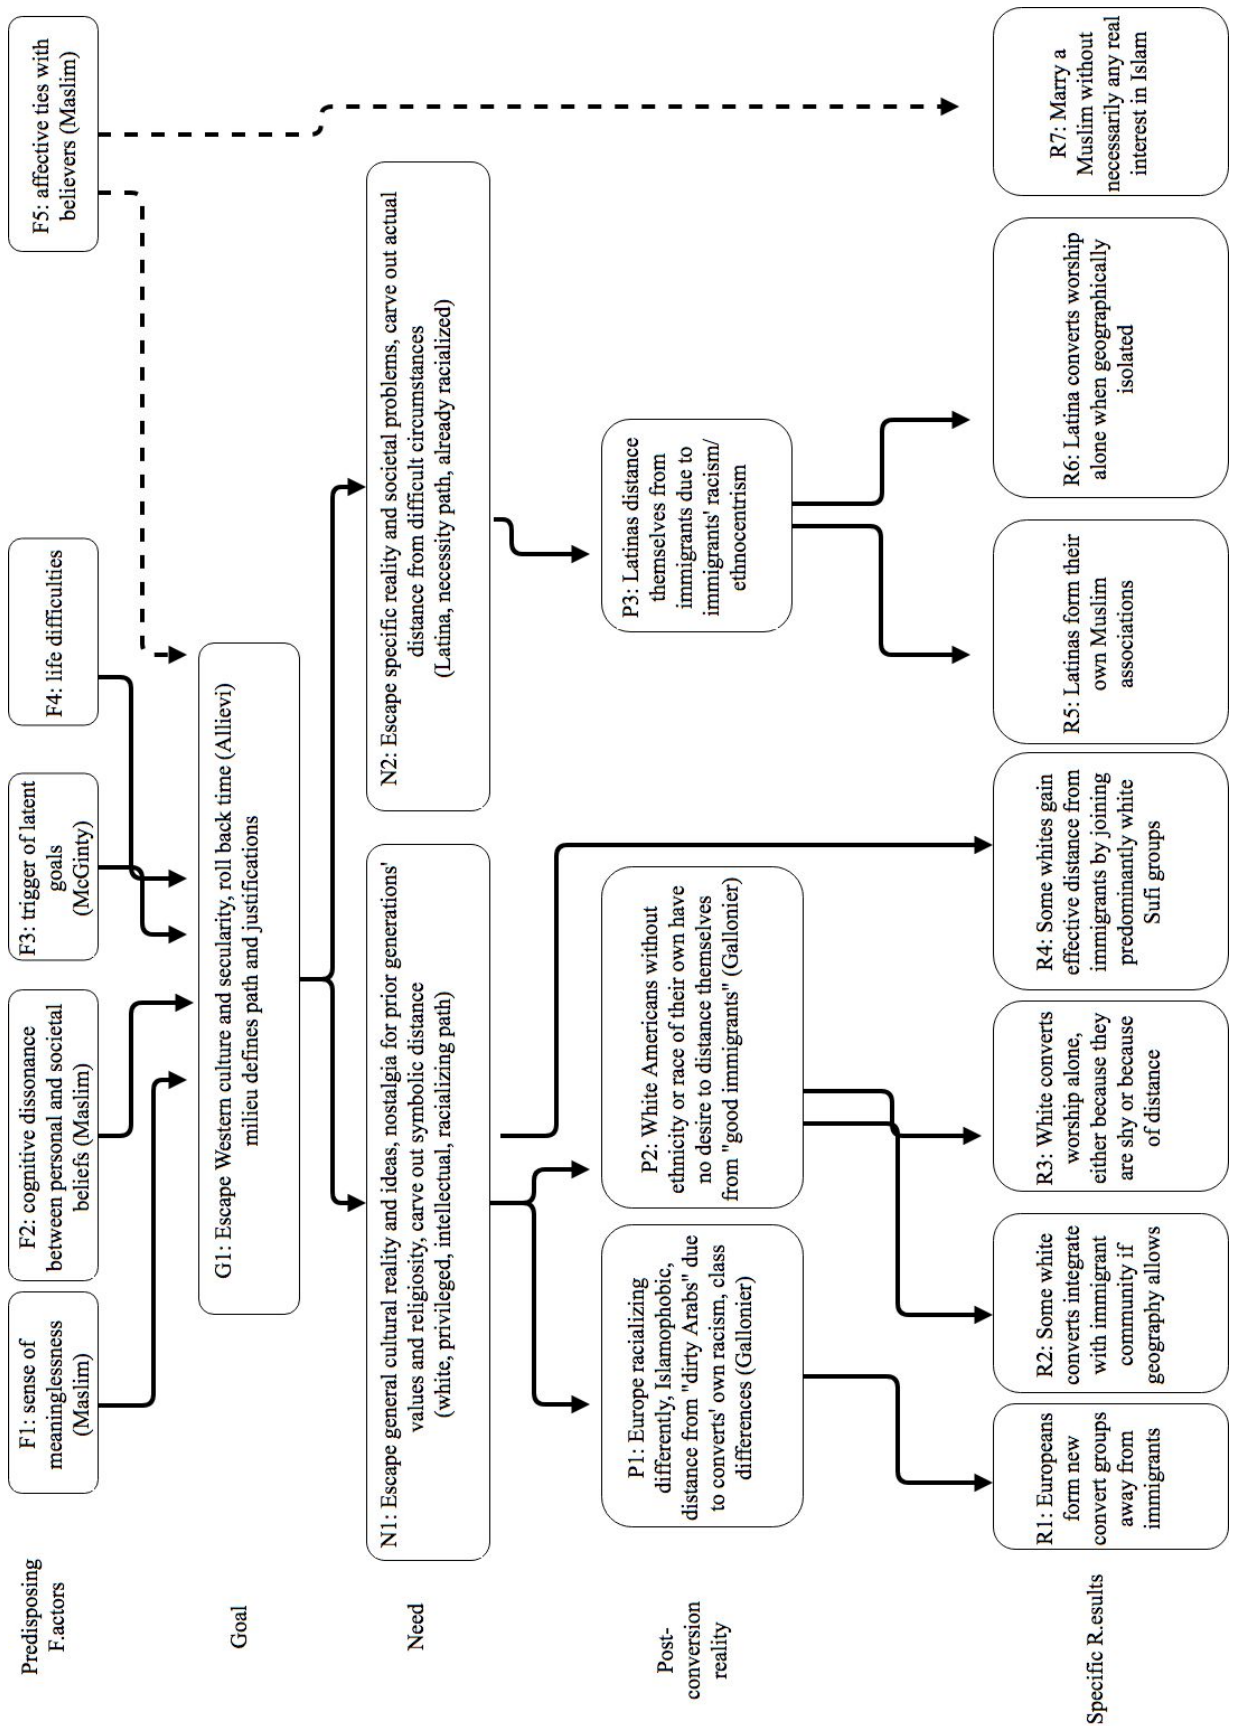 Predisposing
F.actors
F1: sense of
meaninglessness
(Maslim)
F2: cognitive dissonance
between personal and societal
beliefs (Maslim)
F3: trigger of latent
goals
(McGinty)
F4: life difficulties
F5: affective ties with
believers (Maslim)
Goal
G1: Escape Western culture and secularity, roll back time (Allievi)
milieu defines path and justifications
Need
N1: Escape general cultural reality and ideas, nostalgia for prior generations'
values and religiosity, carve out symbolic distance
(white, privileged, intellectual, racializing path)
N2: Escape specific reality and societal problems, carve out actual
distance from difficult circumstances
(Latina, necessity path, already racialized)
Post-
conversion
reality
P1: Europe racializing
differently, Islamophobic,
distance from "dirty Arabs" due
to converts' own racism, class
differences (Gallonier)
P2: White Americans without
ethnicity or race of their own have
no desire to distance themselves
from "good immigrants" (Gallonier)
P3: Latinas distance
themselves from
immigrants due to
immigrants' racism/
ethnocentrism
Specific R.esults
R1: Europeans
form new
convert groups
away from
immigrants
R2: Some white
converts integrate
with immigrant
community if
geography allows
R3: White converts
worship alone,
either because they
are shy or because
of distance
R4: Some whites gain
effective distance from
immigrants by joining
predominantly white
Sufi groups
R5: Latinas form their
own Muslim
associations
R6: Latina converts worship
alone when geographically
isolated
R7: Marry a
Muslim without
necessarily any real
interest in Islam